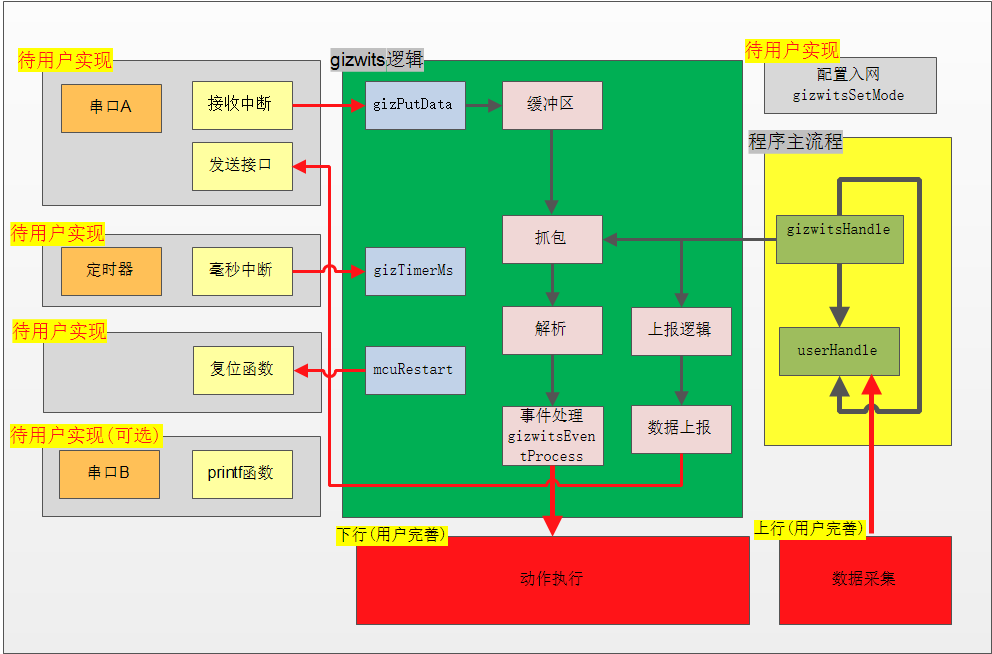 待用户实现
串口A
接收中断
发送接口
待用户实现
定时器
毫秒中断
待用户实现
复位函数
待用户实现(可选)
串口B
printf函数
gizwits逻辑
gizPutData
缓冲区
抓包
gizTimerMs
解析
上报逻辑
mcuRestart
事件处理
gizwitsEven
tProcess
数据上报
下行(用户完善)
动作执行
待用户实现
配置入网
gizwitsSetMode
程序主流程
gizwitsHandle
userHandle
上行(用户完善)
数据采集